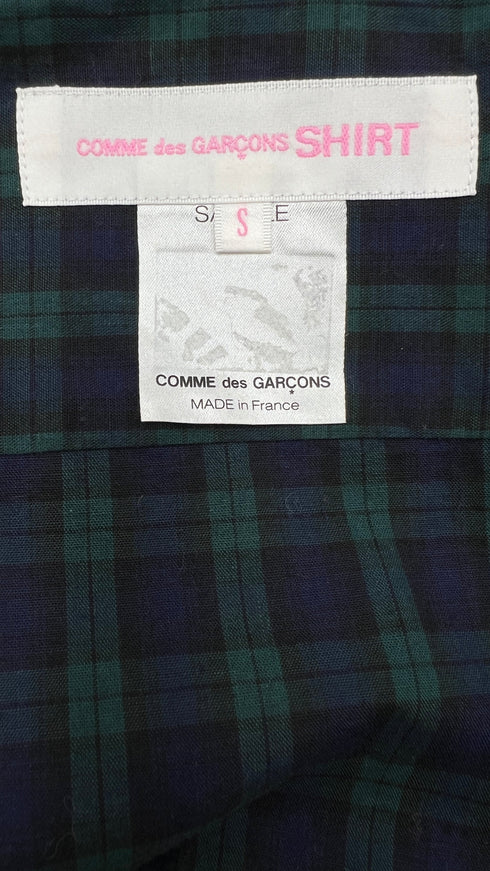 COMME des GARÇONS SHIRT
S
COMME des GARÇONS
MADE in France